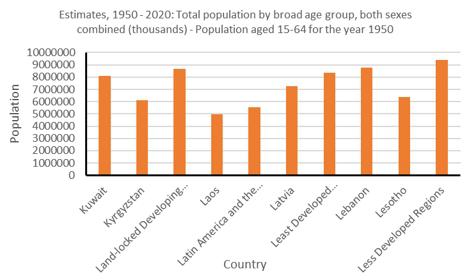 Estimates, 1950 - 2020: Total population by broad age group, both sexes
combined (thousands) - Population aged 15-64 for the year 1950
Population
10000000
9000000
8000000
7000000
6000000
5000000
4000000
3000000
2000000
1000000
0
Kuwait
Kyrgyzstan
Land-locked Developing...
Laos
Latin America and the...
Latvia
Least Developed...
Lebanon
Lesotho
Less Developed Regions
Country